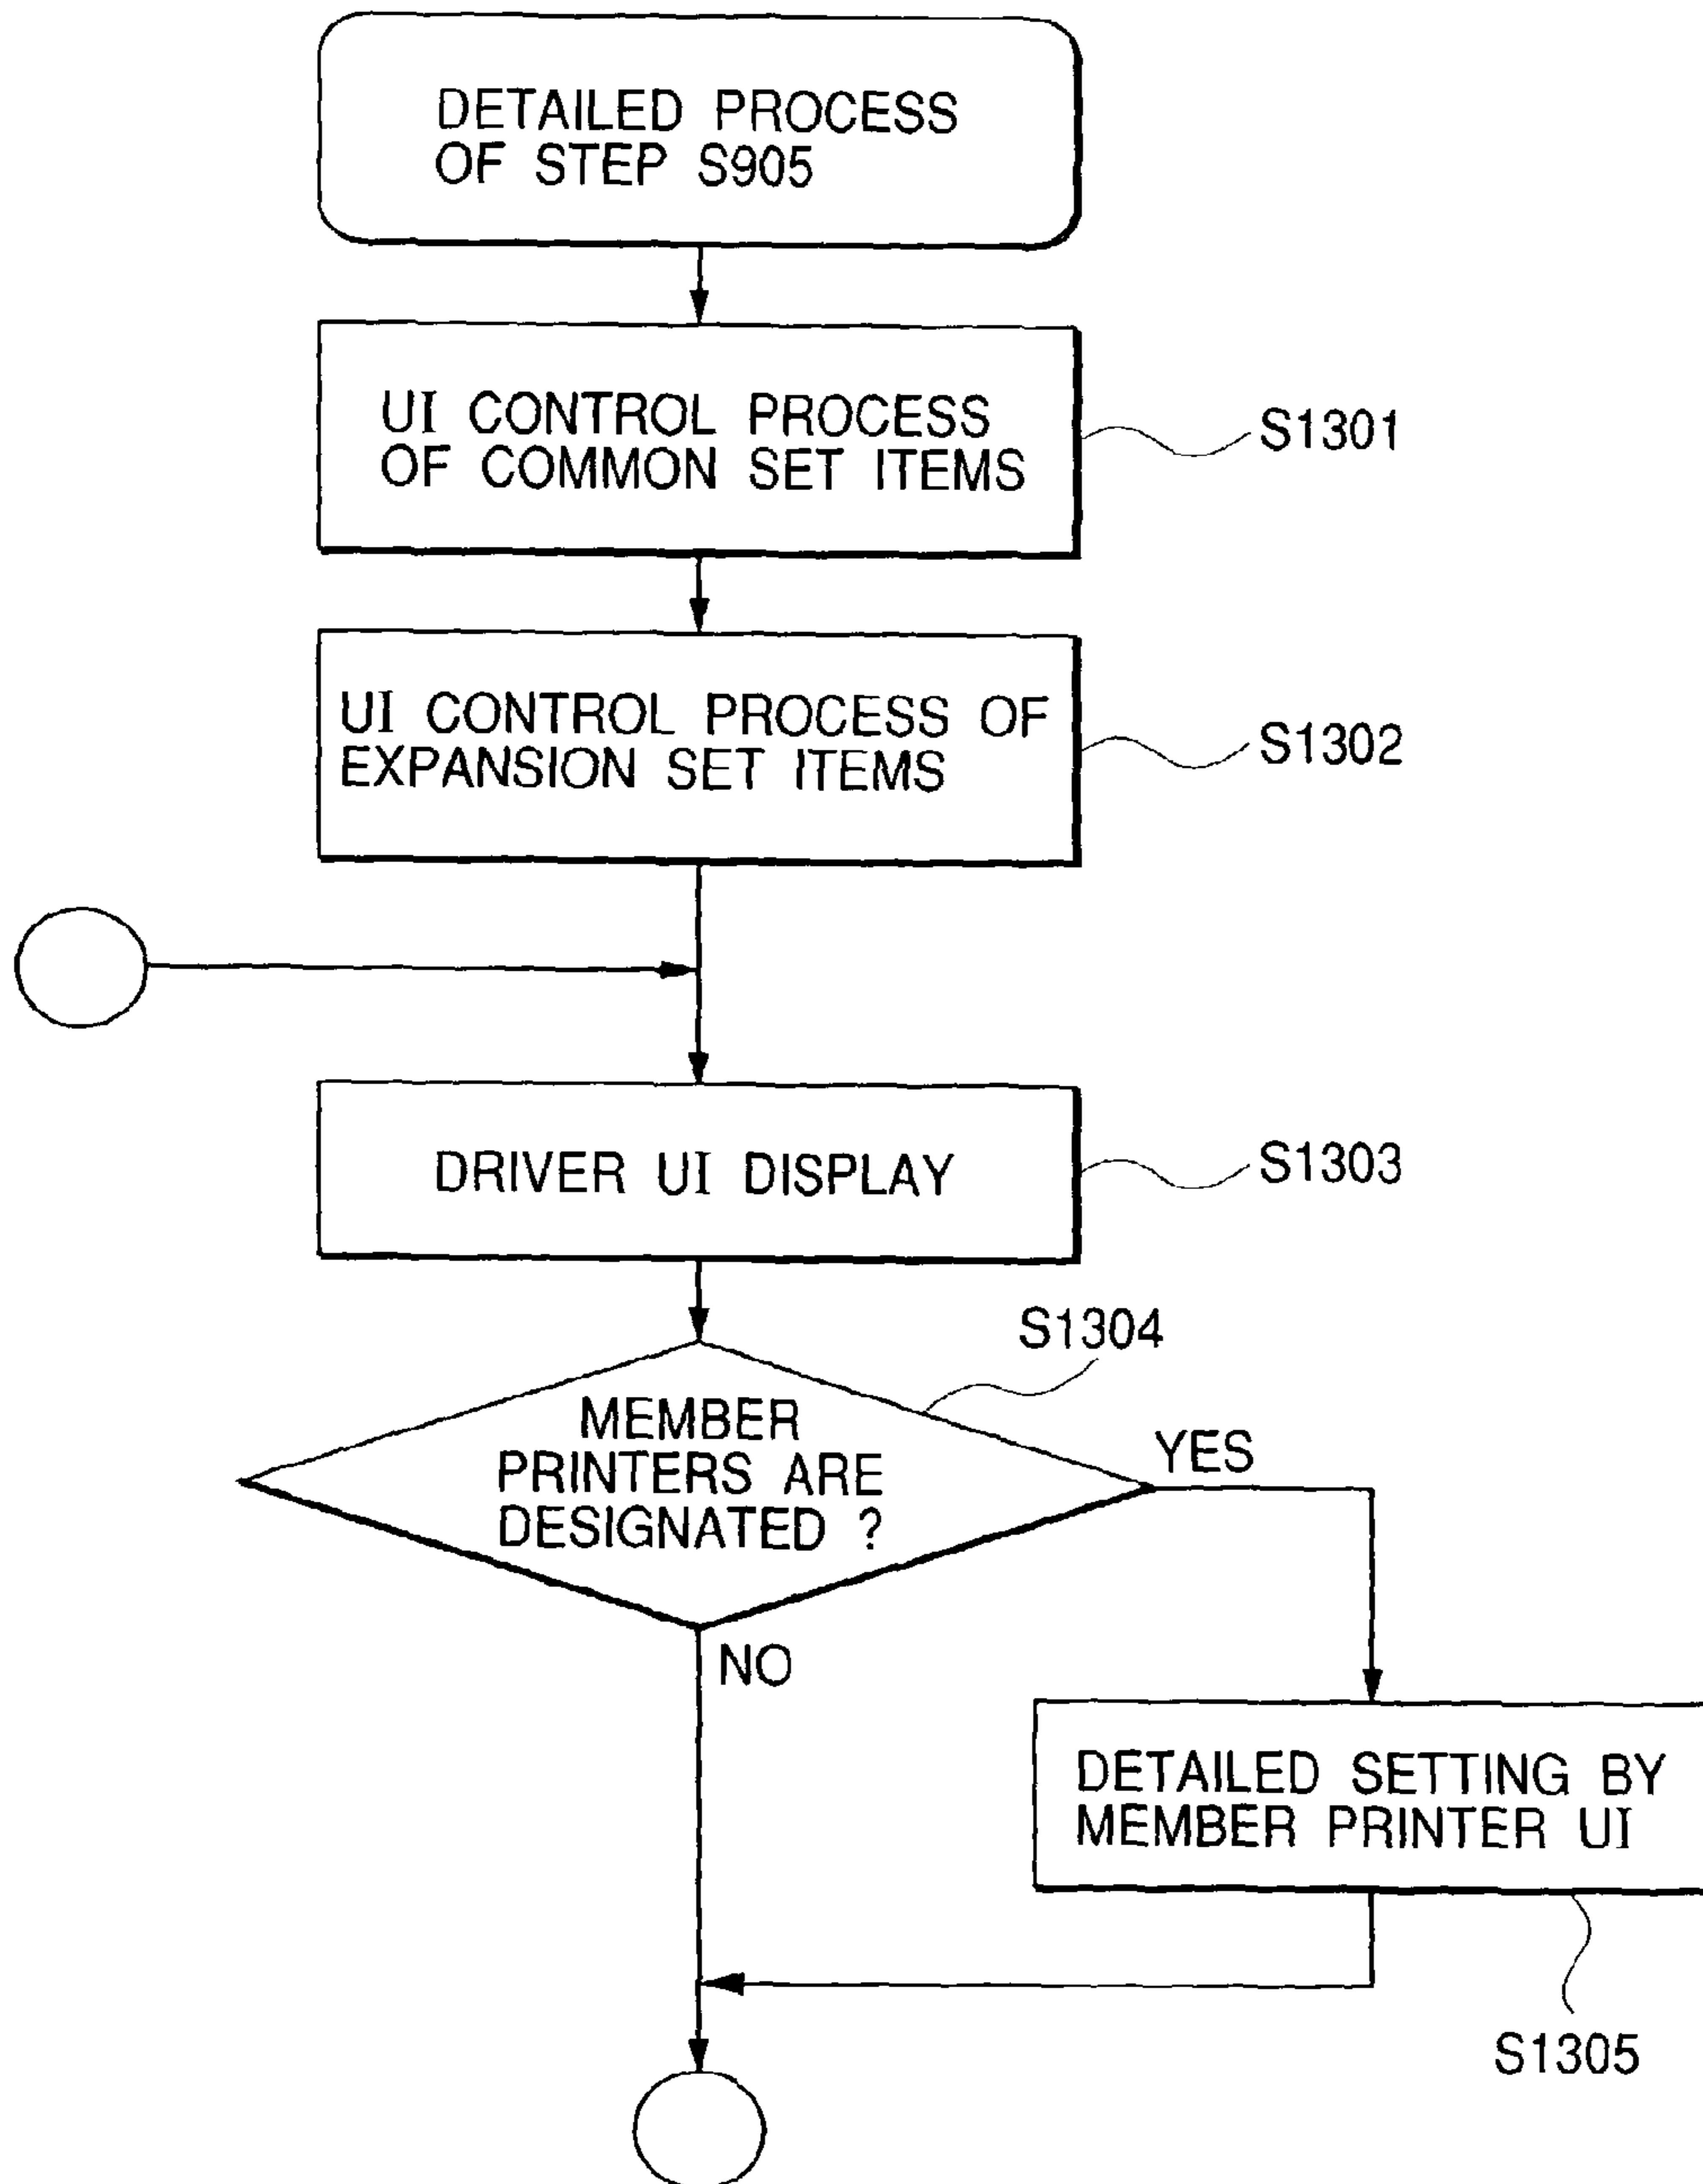 DETAILED PROCESS
OF STEP S905
UI CONTROL PROCESS
OF COMMON SET ITEMS
S1301
UI CONTROL PROCESS OF
EXPANSION SET ITEMS
S1302
DRIVER UI DISPLAY
S1303
S1304
MEMBER
PRINTERS ARE
DESIGNATED ?
YES
NO
DETAILED SETTING BY
MEMBER PRINTER UI
S1305